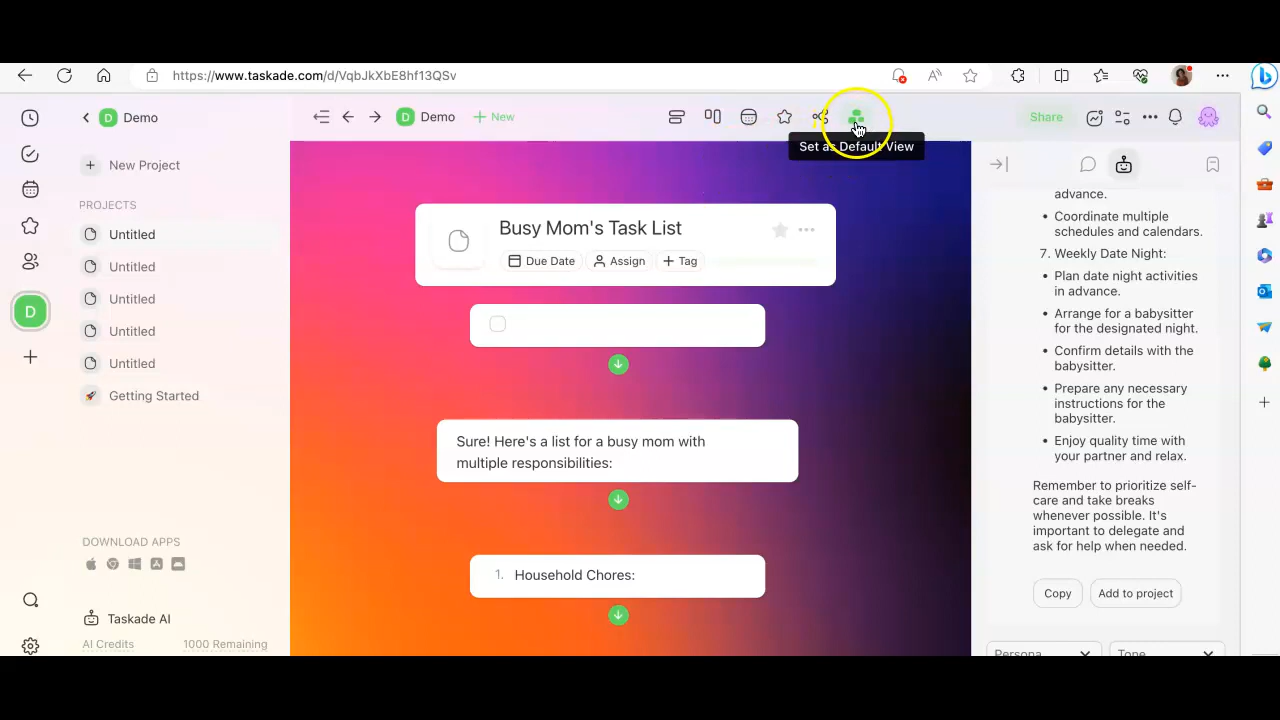 https://www.taskade.com/d/VqbJkXbE8hf13QSv
D Demo
D Demo
+ New
Share
Set as Default View
New Project
PROJECTS
Untitled
Untitled
Untitled
Untitled
Untitled
Getting Started
D
DOWNLOAD APPS
Taskade AI
AI Credits 1000 Remaining
Busy Mom's Task List
Due Date Assign + Tag
Sure! Here's a list for a busy mom with
multiple responsibilities:
1. Household Chores:
advance.
• Coordinate multiple
schedules and calendars.
7. Weekly Date Night:
• Plan date night activities
in advance.
• Arrange for a babysitter
for the designated night.
• Confirm details with the
babysitter.
• Prepare any necessary
instructions for the
babysitter.
• Enjoy quality time with
your partner and relax.
Remember to prioritize self-
care and take breaks
whenever possible. It's
important to delegate and
ask for help when needed.
Copy Add to project
Persona Tone